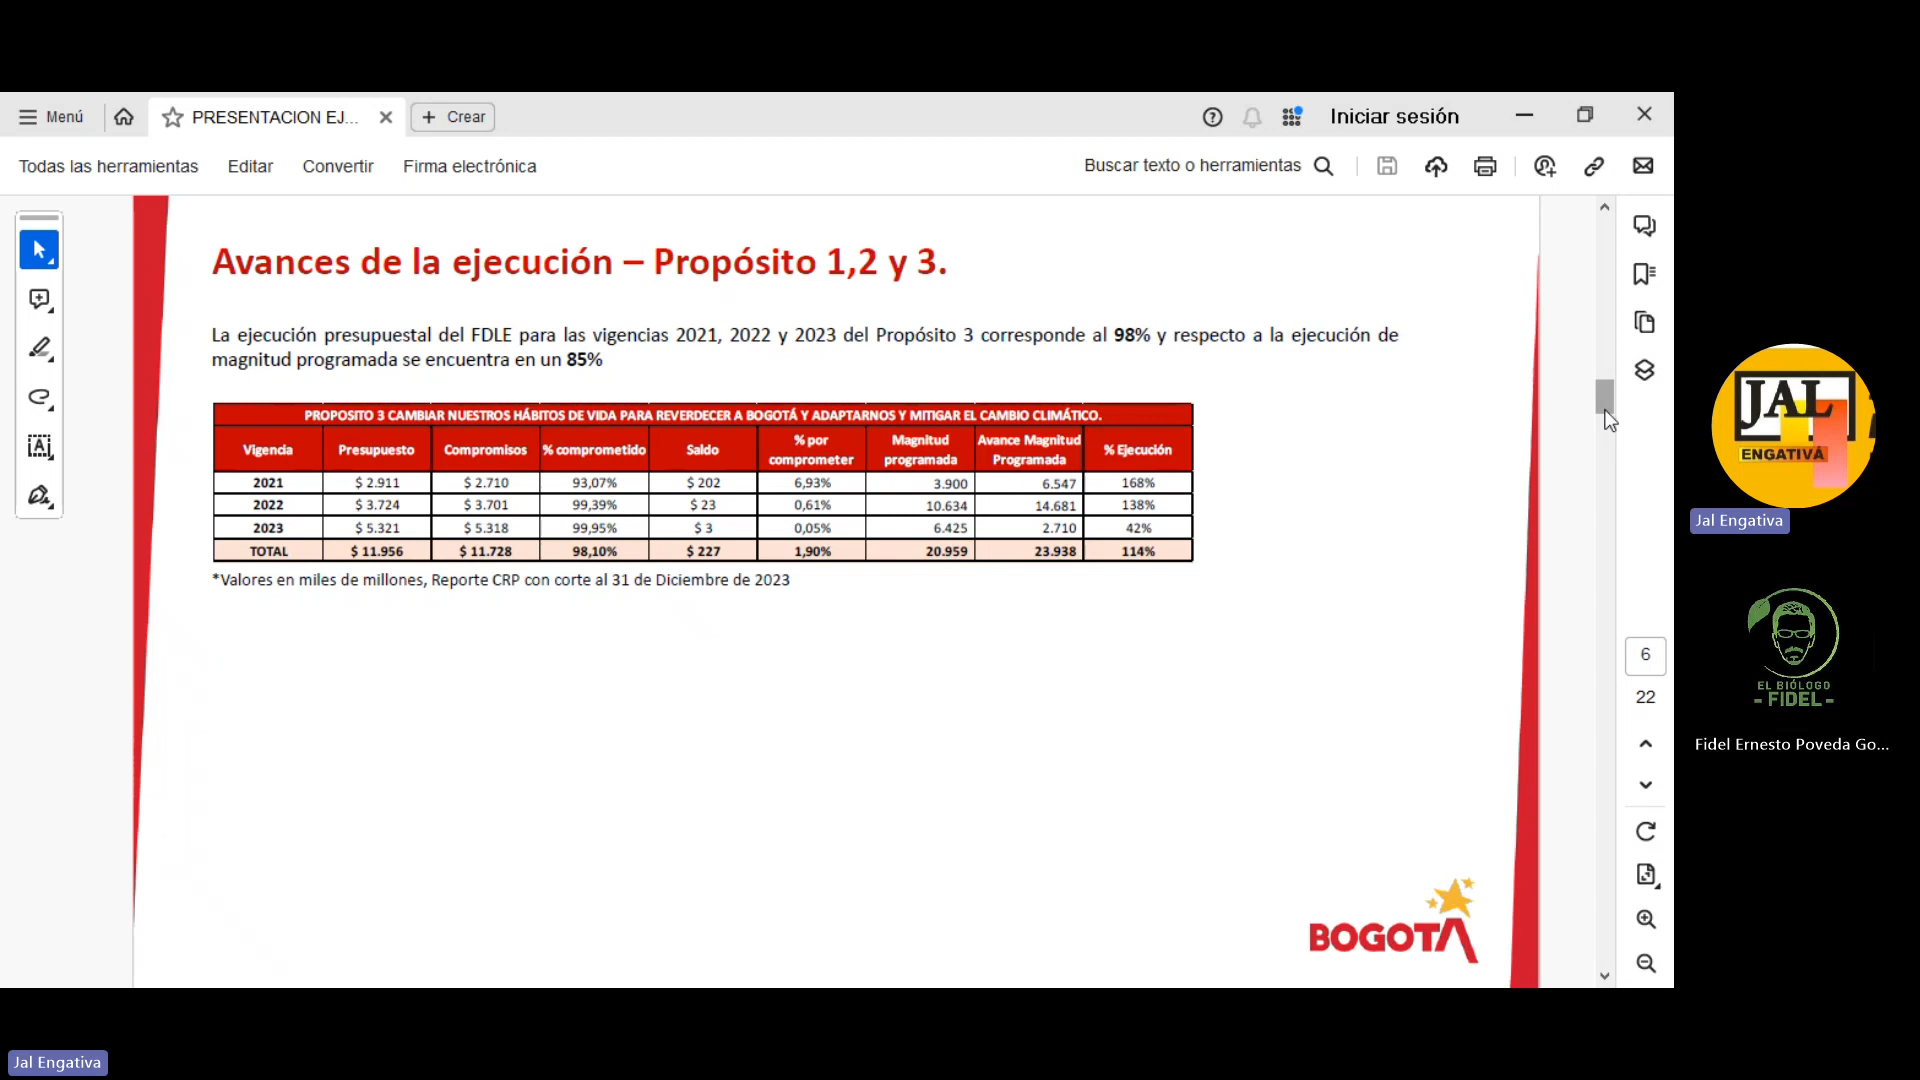 Menú
PRESENTACION EJ...
Crear
Iniciar sesión
Todas las herramientas
Editar
Convertir
Firma electrónica
Buscar texto o herramientas
Avances de la ejecución – Propósito 1,2 y 3.
La ejecución presupuestal del FDLE para las vigencias 2021, 2022 y 2023 del Propósito 3 corresponde al 98% y respecto a la ejecución de
magnitud programada se encuentra en un 85%
PROPOSITO 3 CAMBIAR NUESTROS HÁBITOS DE VIDA PARA REVERDECER A BOGOTÁ Y ADAPTARNOS Y MITIGAR EL CAMBIO CLIMÁTICO.
Vigencia Presupuesto Compromisos % comprometido Saldo % por comprometer Magnitud programada Avance Magnitud Programada % Ejecución
2021 $ 2.911 $ 2.710 93,07% $ 202 6,93% 3.900 6.547 168%
2022 $ 3.724 $ 3.701 99,39% $ 23 0,61% 10.634 14.681 138%
2023 $ 5.321 $ 5.318 99,95% $ 3 0,05% 6.425 2.710 42%
TOTAL $ 11.956 $ 11.728 98,10% $ 227 1,90% 20.959 23.938 114%
*Valores en miles de millones, Reporte CRP con corte al 31 de Diciembre de 2023
BOGOTÁ
6
22
JAL
ENGATIVÁ
Jal Engativa
EL BIÓLOGO
- FIDEL -
Fidel Ernesto Poveda Go...
Jal Engativa